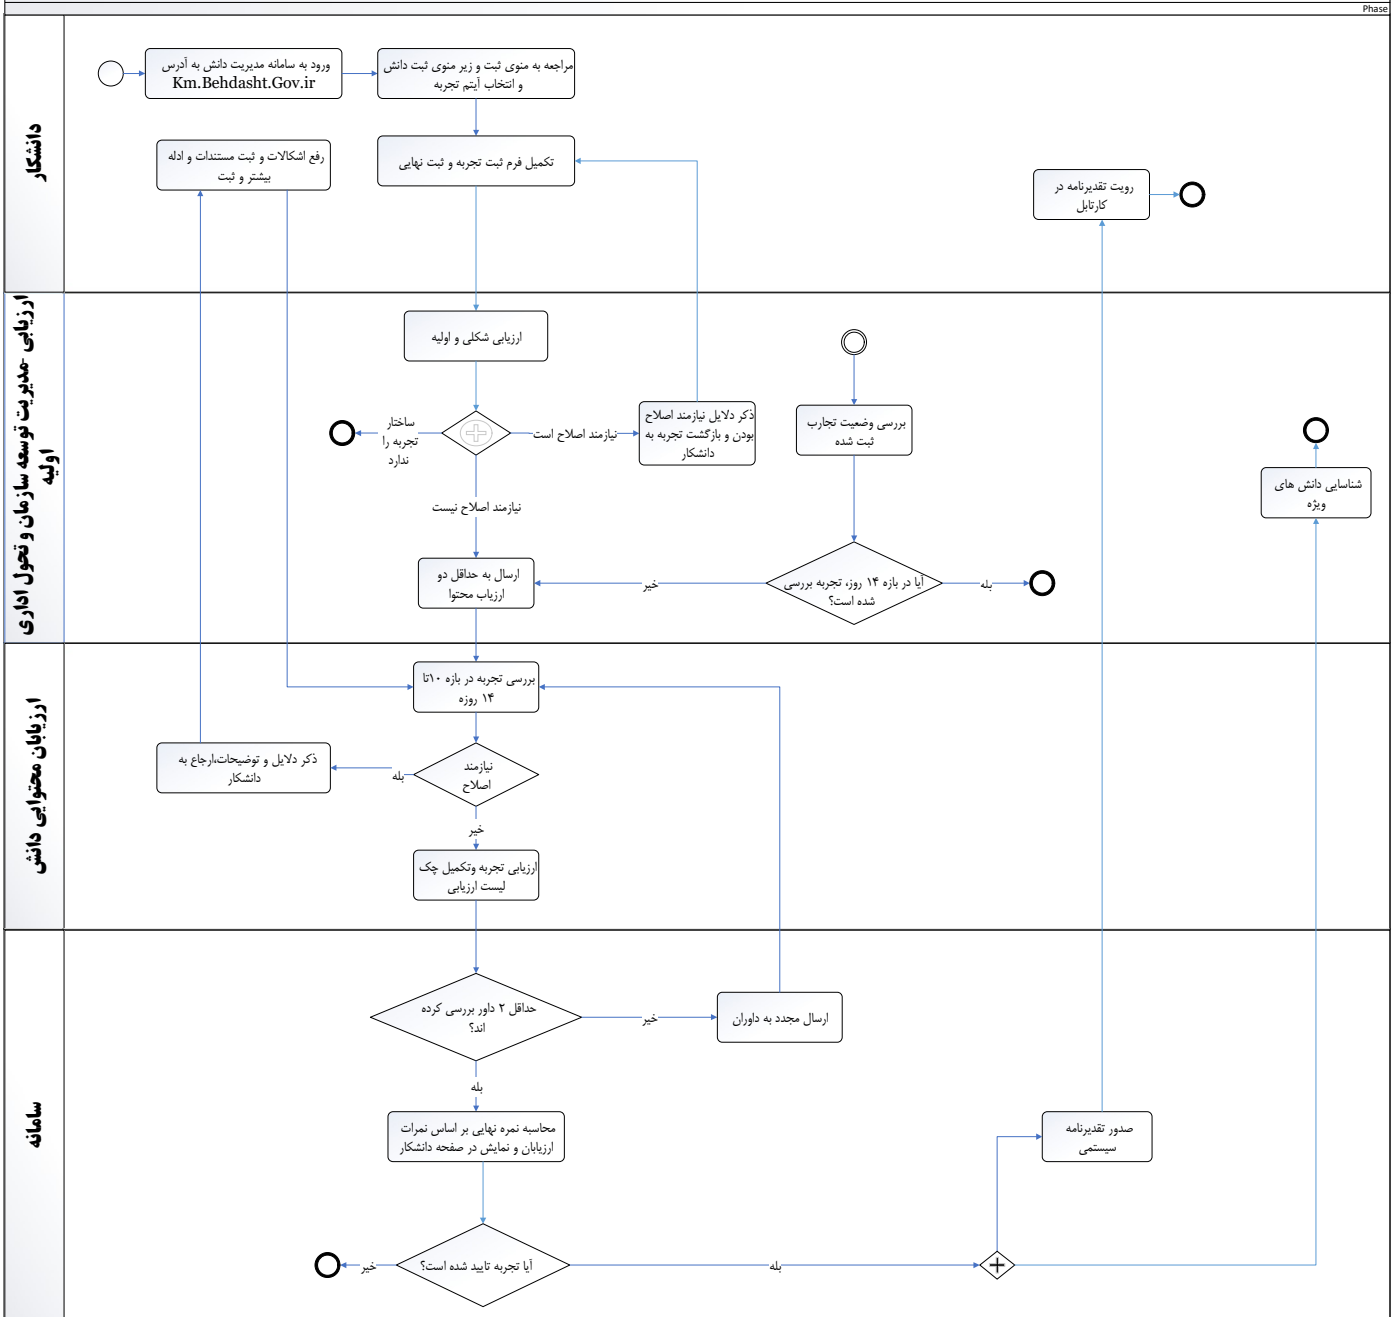 Phase
دانشکار
ورود به سامانه مدیریت دانش به آدرس
Km.Behdasht.Gov.ir
مراجعه به منوی ثبت و زیر منوی ثبت دانش
و انتخاب آیتم تجربه
رفع اشکالات و ثبت مستندات و ادله
بیشتر و ثبت
تکمیل فرم ثبت تجربه و ثبت نهایی
رویت تقدیرنامه در
کارتابل
ارزیابی -مدیریت توسعه سازمان و تحول اداری
اولیه
ارزیابی شکلی و اولیه
ساختار
تجربه را
ندارد
نیازمند اصلاح است
ذکر دلایل نیازمند اصلاح
بودن و بازگشت تجربه به
دانشکار
بررسی وضعیت تجارب
ثبت شده
شناسایی دانش های
ویژه
نیازمند اصلاح نیست
ارسال به حداقل دو
ارزیاب محتوا
خیر
آیا در بازه ۱۴ روز، تجربه بررسی
شده است؟
بله
ارزیابان محتوایی دانش
بررسی تجربه در بازه ۱۰تا
۱۴ روزه
ذکر دلایل و توضیحات،ارجاع به
دانشکار
بله
نیازمند
اصلاح
خیر
ارزیابی تجربه وتکمیل چک
لیست ارزیابی
سامانه
حداقل ۲ داور بررسی کرده
اند؟
خیر
ارسال مجدد به داوران
بله
محاسبه نمره نهایی بر اساس نمرات
ارزیابان و نمایش در صفحه دانشکار
صدور تقدیرنامه
سیستمی
خیر
آیا تجربه تایید شده است؟
بله